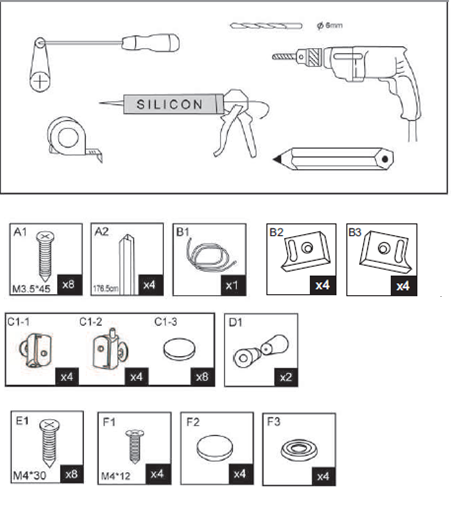 Ø 6mm
SILICON
A1
M3.5*45
x8
A2
176.5cm
x4
B1
x1
B2
x4
B3
x4
C1-1
x4
C1-2
x4
C1-3
x8
D1
x2
E1
M4*30
x8
F1
M4*12
x4
F2
x4
F3
x4